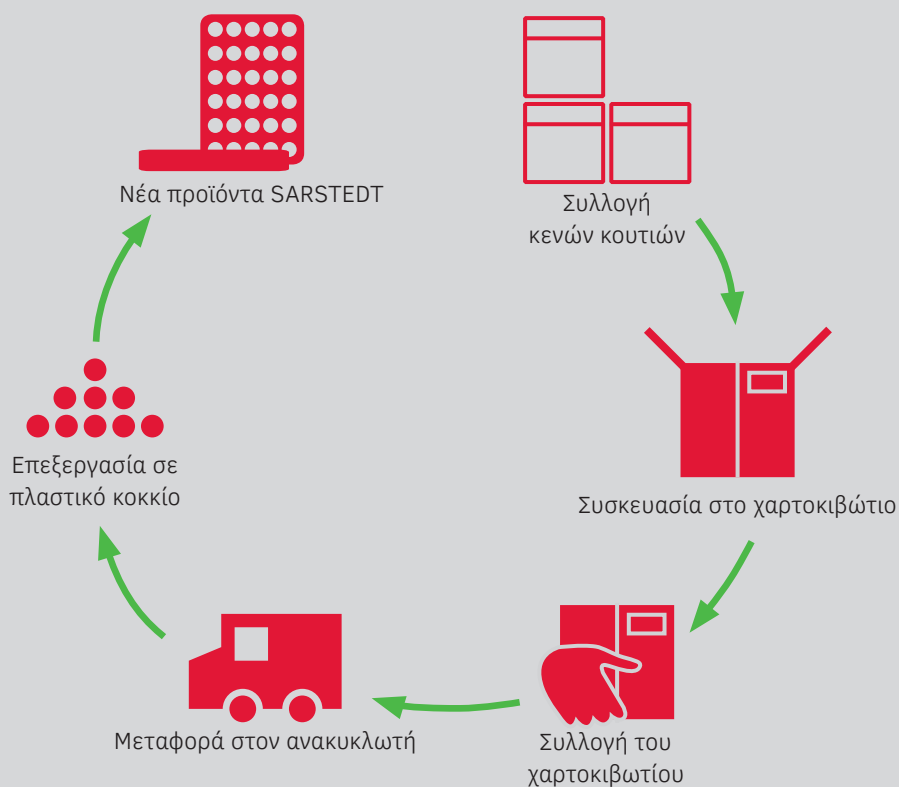 Νέα προϊόντα SARSTEDT
Συλλογή
κενών κουτιών
Συσκευασία στο χαρτοκιβώτιο
Συλλογή του
χαρτοκιβωτίου
Μεταφορά στον ανακυκλωτή
Επεξεργασία σε
πλαστικό κοκκίο